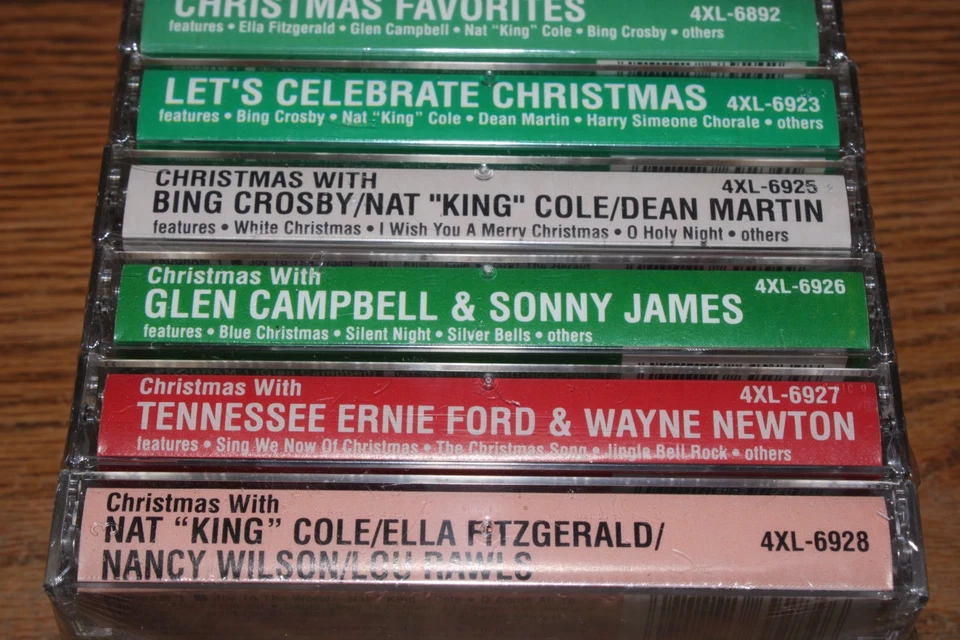 CHRISTMAS FAVORITES 4XL-6892
features • Ella Fitzgerald • Glen Campbell • Nat "King" Cole • Bing Crosby • others
LET'S CELEBRATE CHRISTMAS 4XL-6923
features • Bing Crosby • Nat "King" Cole • Dean Martin • Harry Simeone Chorale • others
CHRISTMAS WITH 4XL-6925
BING CROSBY/NAT "KING" COLE/DEAN MARTIN
features • White Christmas • I Wish You A Merry Christmas • O Holy Night • others
Christmas With 4XL-6926
GLEN CAMPBELL & SONNY JAMES
features • Blue Christmas • Silent Night • Silver Bells • others
Christmas With 4XL-6927
TENNESSEE ERNIE FORD & WAYNE NEWTON
features • Sing We Now Of Christmas • The Christmas Song • Jingle Bell Rock • others
Christmas With
NAT “KING” COLE/ELLA FITZGERALD/ 4XL-6928
NANCY WILSON/LOU RAWLS